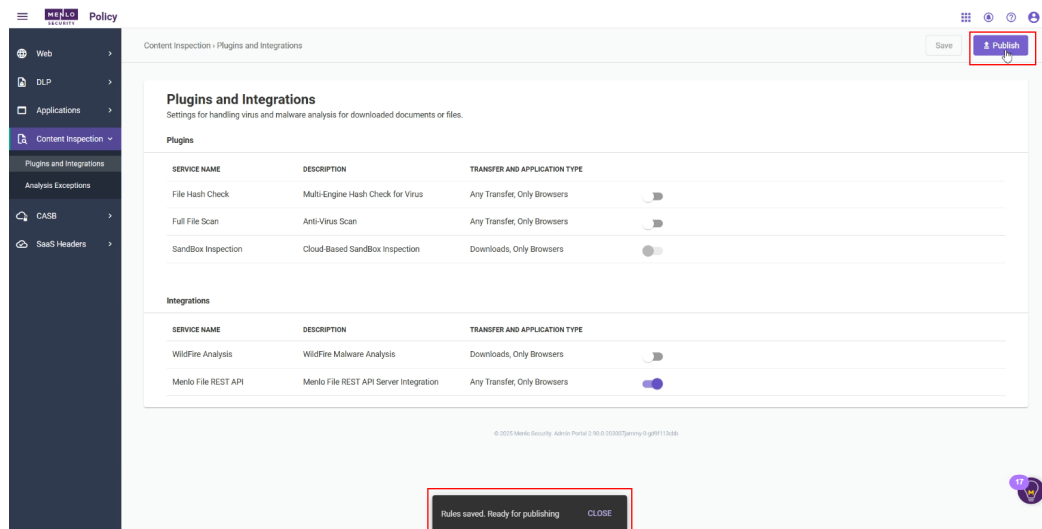 MENLO SECURITY Policy
Content Inspection › Plugins and Integrations
Save
Publish
Web
DLP
Applications
Content Inspection
Plugins and Integrations
Analysis Exceptions
CASB
SaaS Headers
Plugins and Integrations
Settings for handling virus and malware analysis for downloaded documents or files.
Plugins
SERVICE NAME DESCRIPTION TRANSFER AND APPLICATION TYPE
File Hash Check Multi-Engine Hash Check for Virus Any Transfer, Only Browsers
Full File Scan Anti-Virus Scan Any Transfer, Only Browsers
SandBox Inspection Cloud-Based SandBox Inspection Downloads, Only Browsers
Integrations
SERVICE NAME DESCRIPTION TRANSFER AND APPLICATION TYPE
WildFire Analysis WildFire Malware Analysis Downloads, Only Browsers
Menlo File REST API Menlo File REST API Server Integration Any Transfer, Only Browsers
© 2025 Menlo Security Admin Portal
17
Rules saved. Ready for publishing CLOSE